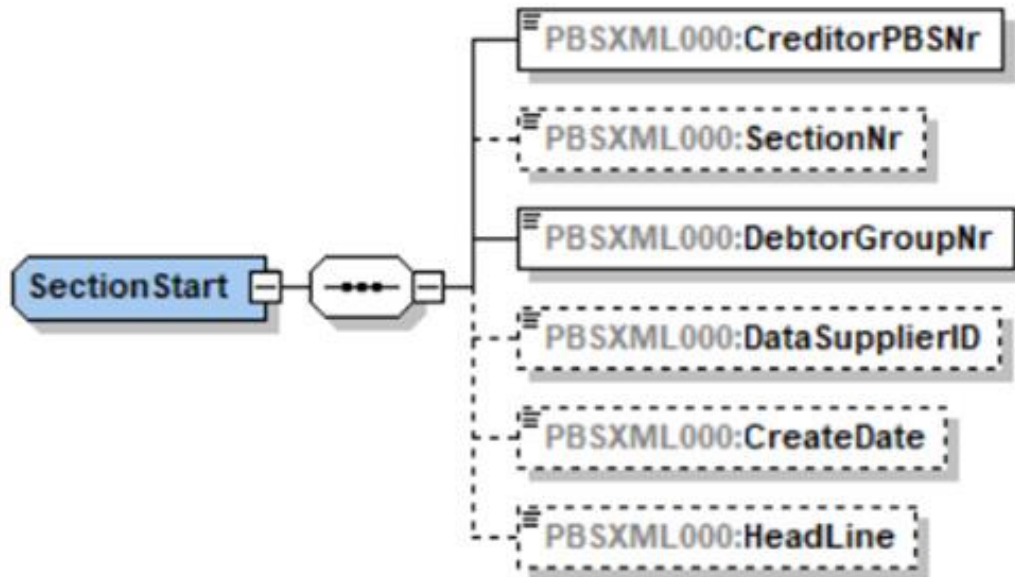 PBSXML000:CreditorPBSNr
PBSXML000:SectionNr
PBSXML000:DebtorGroupNr
SectionStart
PBSXML000:DataSupplierID
PBSXML000:CreateDate
PBSXML000:HeadLine